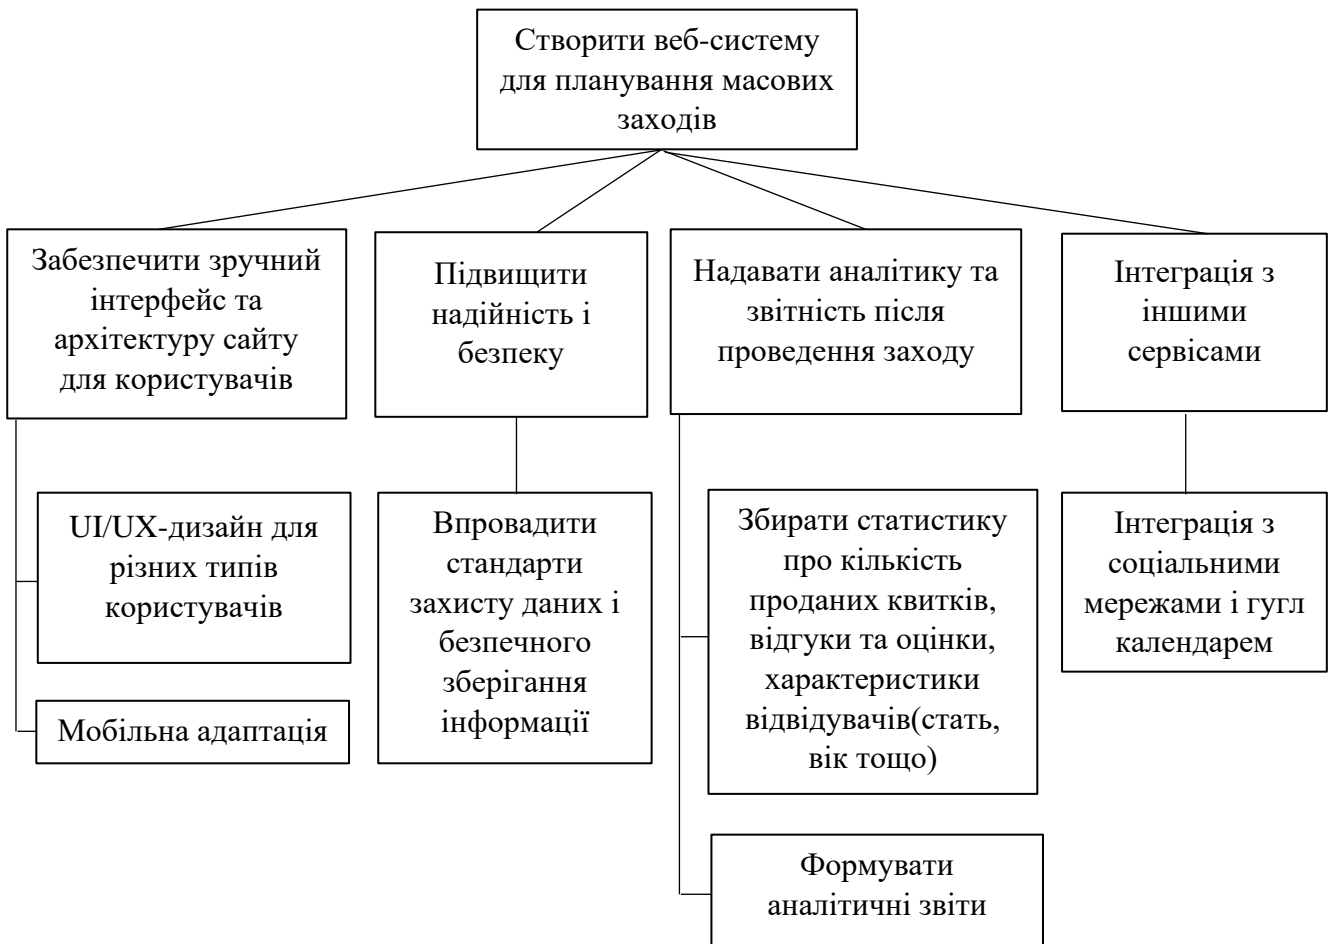 Створити веб-систему
для планування масових
заходів
Забезпечити зручний
інтерфейс та
архітектуру сайту
для користувачів
Підвищити
надійність і
безпеку
Надавати аналітику та
звітність після
проведення заходу
Інтеграція з
іншими
сервісами
UI/UX-дизайн для
різних типів
користувачів
Мобільна адаптація
Впровадити
стандарти
захисту даних і
безпечного
зберігання
інформації
Збирати статистику
про кількість
проданих квитків,
відгуки та оцінки,
характеристики
відвідувачів(стать,
вік тощо)
Формувати
аналітичні звіти
Інтеграція з
соціальними
мережами і гугл
календарем